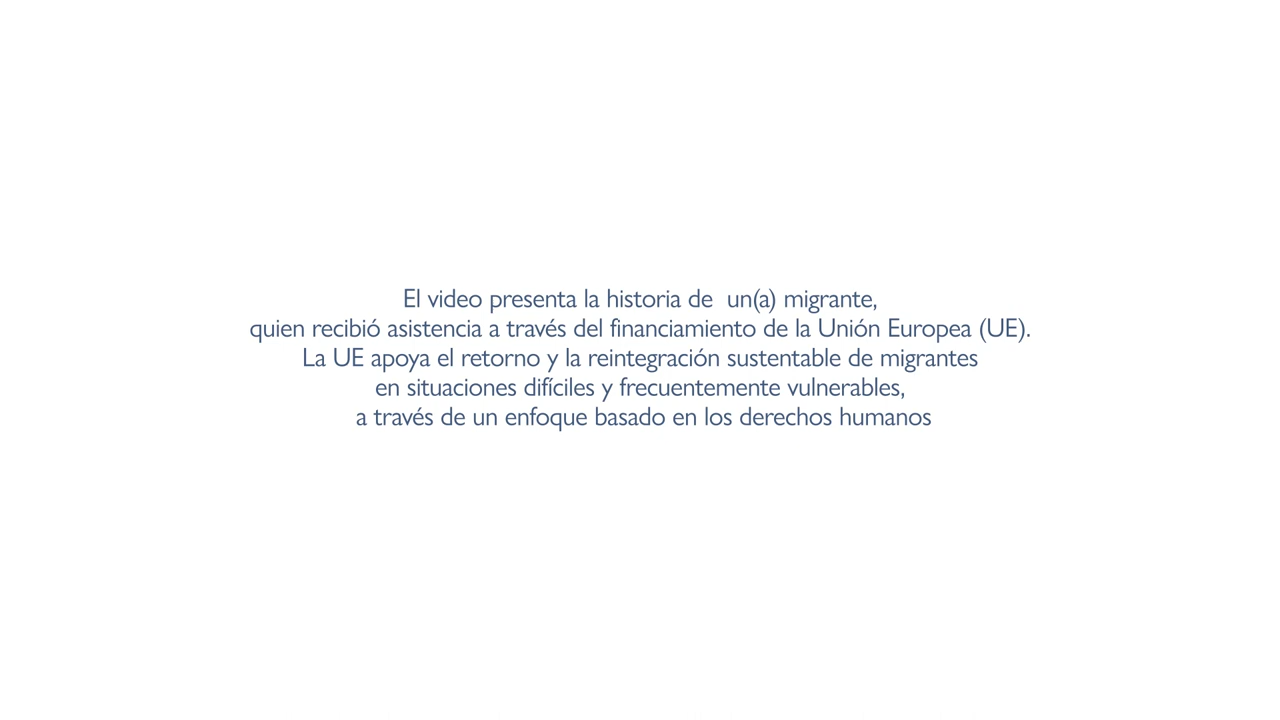 El video presenta la historia de  un(a) migrante,
quien recibió asistencia a través del financiamiento de la Unión Europea (UE).
La UE apoya el retorno y la reintegración sustentable de migrantes
en situaciones difíciles y frecuentemente vulnerables,
a través de un enfoque basado en los derechos humanos